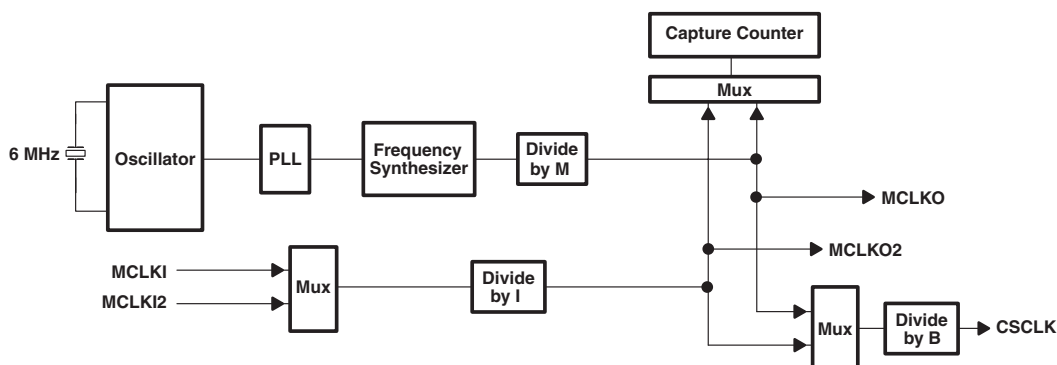 Capture Counter
Mux
6 MHz
Oscillator
PLL
Frequency
Synthesizer
Divide
by M
MCLKO
MCLKO2
MCLKI
MCLKI2
Mux
Divide
by I
Mux
Divide
by B
CSCLK